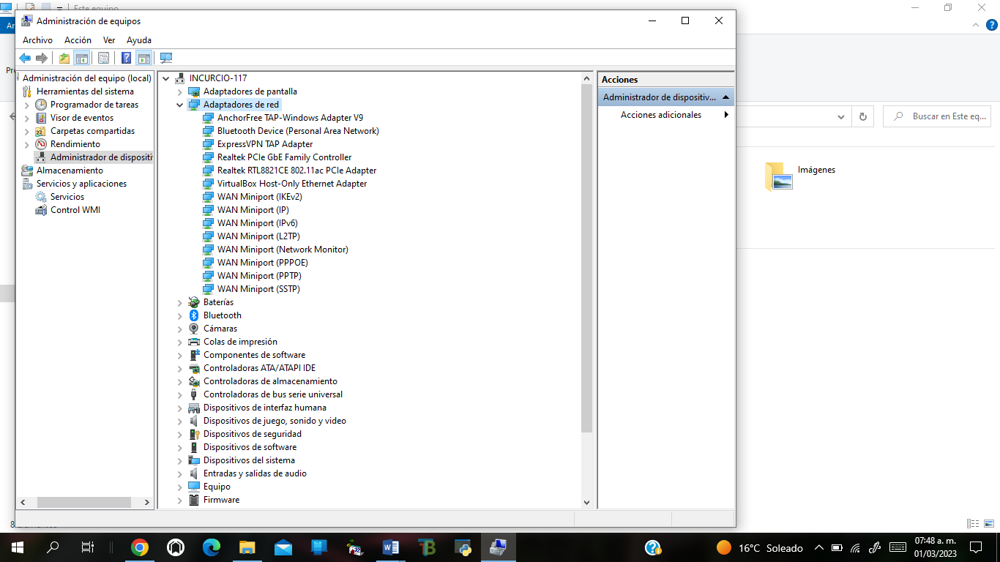 Este equipo
Administración de equipos
Archivo Acción Ver Ayuda
Administración del equipo (local)
Herramientas del sistema
Programador de tareas
Visor de eventos
Carpetas compartidas
Rendimiento
Administrador de dispositi
Almacenamiento
Servicios y aplicaciones
Servicios
Control WMI
INCURCIO-117
Adaptadores de pantalla
Adaptadores de red
AnchorFree TAP-Windows Adapter V9
Bluetooth Device (Personal Area Network)
ExpressVPN TAP Adapter
Realtek PCIe GbE Family Controller
Realtek RTL8821CE 802.11ac PCIe Adapter
VirtualBox Host-Only Ethernet Adapter
WAN Miniport (IKEv2)
WAN Miniport (IP)
WAN Miniport (IPv6)
WAN Miniport (L2TP)
WAN Miniport (Network Monitor)
WAN Miniport (PPPOE)
WAN Miniport (PPTP)
WAN Miniport (SSTP)
Baterías
Bluetooth
Cámaras
Colas de impresión
Componentes de software
Controladoras ATA/ATAPI IDE
Controladoras de almacenamiento
Controladoras de bus serie universal
Dispositivos de interfaz humana
Dispositivos de juego, sonido y video
Dispositivos de seguridad
Dispositivos de software
Dispositivos del sistema
Entradas y salidas de audio
Equipo
Firmware
Acciones
Administrador de dispositiv...
Acciones adicionales
Buscar en Este eq...
Imágenes
16°C Soleado
07:48 a. m.
01/03/2023